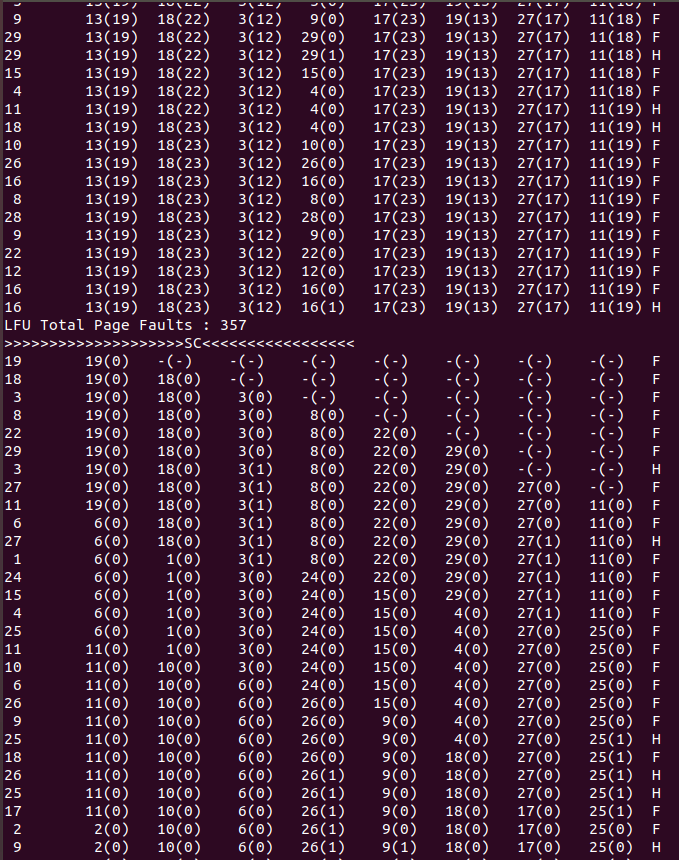 9 13(19) 18(22) 3(12) 9(0) 17(23) 19(13) 27(17) 11(18) F
29 13(19) 18(22) 3(12) 29(0) 17(23) 19(13) 27(17) 11(18) F
29 13(19) 18(22) 3(12) 29(1) 17(23) 19(13) 27(17) 11(18) H
15 13(19) 18(22) 3(12) 15(0) 17(23) 19(13) 27(17) 11(18) F
4 13(19) 18(22) 3(12) 4(0) 17(23) 19(13) 27(17) 11(18) F
11 13(19) 18(22) 3(12) 4(0) 17(23) 19(13) 27(17) 11(19) H
18 13(19) 18(23) 3(12) 4(0) 17(23) 19(13) 27(17) 11(19) H
10 13(19) 18(23) 3(12) 10(0) 17(23) 19(13) 27(17) 11(19) F
26 13(19) 18(23) 3(12) 26(0) 17(23) 19(13) 27(17) 11(19) F
16 13(19) 18(23) 3(12) 16(0) 17(23) 19(13) 27(17) 11(19) F
8 13(19) 18(23) 3(12) 8(0) 17(23) 19(13) 27(17) 11(19) F
28 13(19) 18(23) 3(12) 28(0) 17(23) 19(13) 27(17) 11(19) F
9 13(19) 18(23) 3(12) 9(0) 17(23) 19(13) 27(17) 11(19) F
22 13(19) 18(23) 3(12) 22(0) 17(23) 19(13) 27(17) 11(19) F
12 13(19) 18(23) 3(12) 12(0) 17(23) 19(13) 27(17) 11(19) F
16 13(19) 18(23) 3(12) 16(0) 17(23) 19(13) 27(17) 11(19) F
16 13(19) 18(23) 3(12) 16(1) 17(23) 19(13) 27(17) 11(19) H
LFU Total Page Faults : 357
>>>>>>>>>>>>>>>>>>>>SC<<<<<<<<<<<<<<<<<
19 19(0) -(-) -(-) -(-) -(-) -(-) -(-) -(-) F
18 19(0) 18(0) -(-) -(-) -(-) -(-) -(-) -(-) F
3 19(0) 18(0) 3(0) -(-) -(-) -(-) -(-) -(-) F
8 19(0) 18(0) 3(0) 8(0) -(-) -(-) -(-) -(-) F
22 19(0) 18(0) 3(0) 8(0) 22(0) -(-) -(-) -(-) F
29 19(0) 18(0) 3(0) 8(0) 22(0) 29(0) -(-) -(-) F
3 19(0) 18(0) 3(1) 8(0) 22(0) 29(0) -(-) -(-) H
27 19(0) 18(0) 3(1) 8(0) 22(0) 29(0) 27(0) -(-) F
11 19(0) 18(0) 3(1) 8(0) 22(0) 29(0) 27(0) 11(0) F
6 6(0) 18(0) 3(1) 8(0) 22(0) 29(0) 27(0) 11(0) F
27 6(0) 18(0) 3(1) 8(0) 22(0) 29(0) 27(1) 11(0) H
1 6(0) 1(0) 3(1) 8(0) 22(0) 29(0) 27(1) 11(0) F
24 6(0) 1(0) 3(0) 24(0) 22(0) 29(0) 27(1) 11(0) F
15 6(0) 1(0) 3(0) 24(0) 15(0) 29(0) 27(1) 11(0) F
4 6(0) 1(0) 3(0) 24(0) 15(0) 4(0) 27(1) 11(0) F
25 6(0) 1(0) 3(0) 24(0) 15(0) 4(0) 27(0) 25(0) F
11 11(0) 1(0) 3(0) 24(0) 15(0) 4(0) 27(0) 25(0) F
10 11(0) 10(0) 3(0) 24(0) 15(0) 4(0) 27(0) 25(0) F
6 11(0) 10(0) 6(0) 24(0) 15(0) 4(0) 27(0) 25(0) F
26 11(0) 10(0) 6(0) 26(0) 15(0) 4(0) 27(0) 25(0) F
9 11(0) 10(0) 6(0) 26(0) 9(0) 4(0) 27(0) 25(0) F
25 11(0) 10(0) 6(0) 26(0) 9(0) 4(0) 27(0) 25(1) H
18 11(0) 10(0) 6(0) 26(0) 9(0) 18(0) 27(0) 25(1) F
26 11(0) 10(0) 6(0) 26(1) 9(0) 18(0) 27(0) 25(1) H
25 11(0) 10(0) 6(0) 26(1) 9(0) 18(0) 27(0) 25(1) H
17 11(0) 10(0) 6(0) 26(1) 9(0) 18(0) 17(0) 25(1) F
2 2(0) 10(0) 6(0) 26(1) 9(0) 18(0) 17(0) 25(0) F
9 2(0) 10(0) 6(0) 26(1) 9(1) 18(0) 17(0) 25(0) H